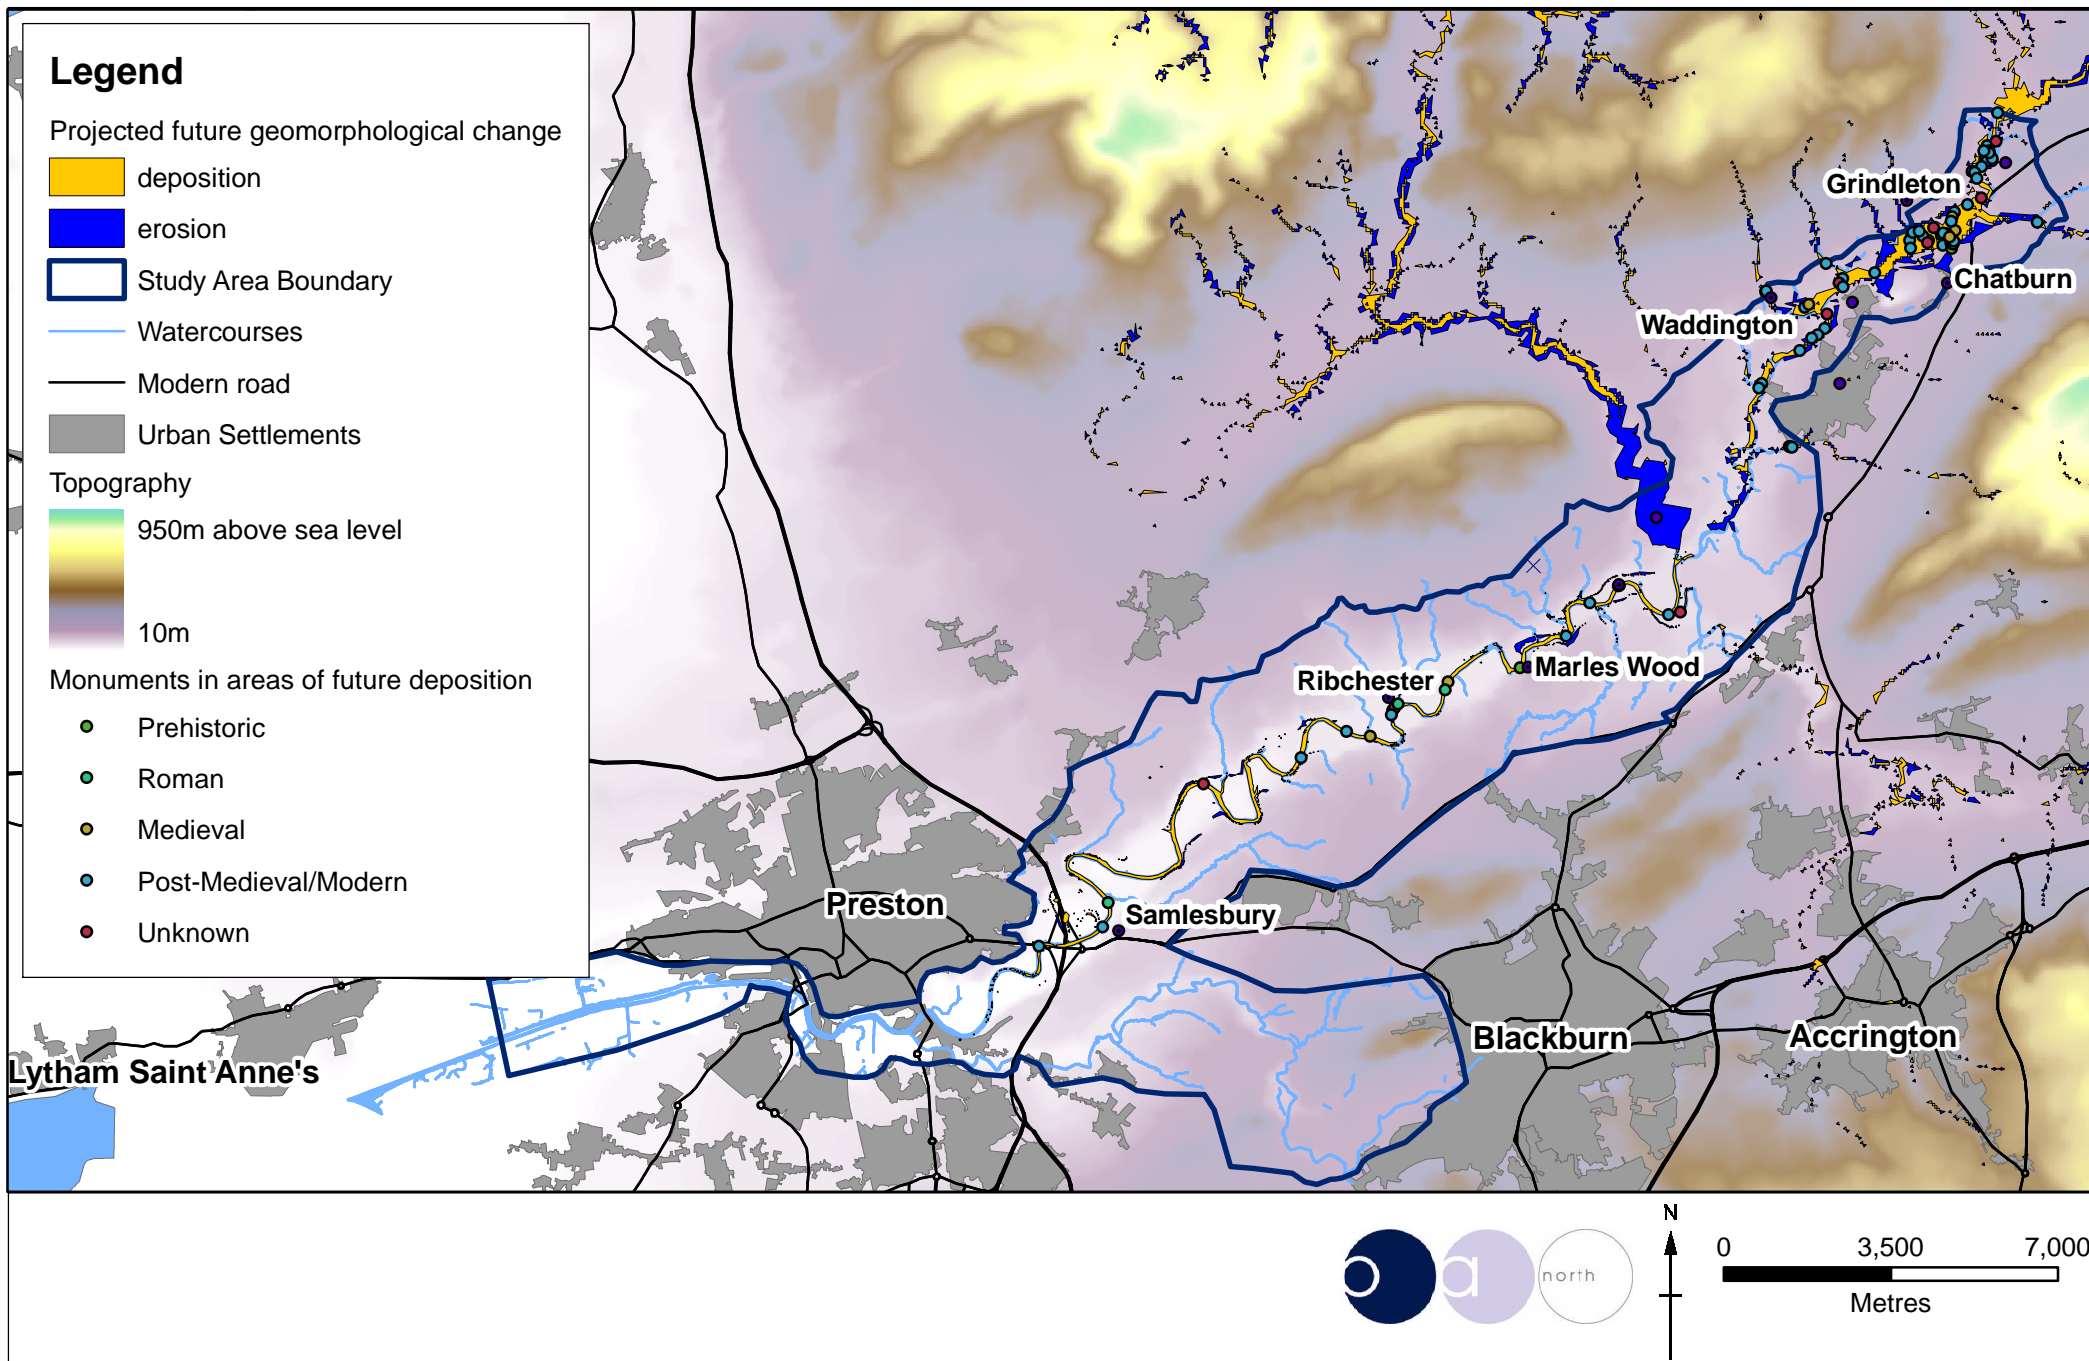 Legend
Projected future geomorphological change
deposition
erosion
Study Area Boundary
Watercourses
Modern road
Urban Settlements
Topography
950m above sea level
10m
Monuments in areas of future deposition
Prehistoric
Roman
Medieval
Post-Medieval/Modern
Unknown
Grindleton
Chatburn
Waddington
Ribchester
Marles Wood
Preston
Samlesbury
Blackburn
Accrington
Lytham Saint Anne's
o a north
N
0 3,500 7,000
Metres